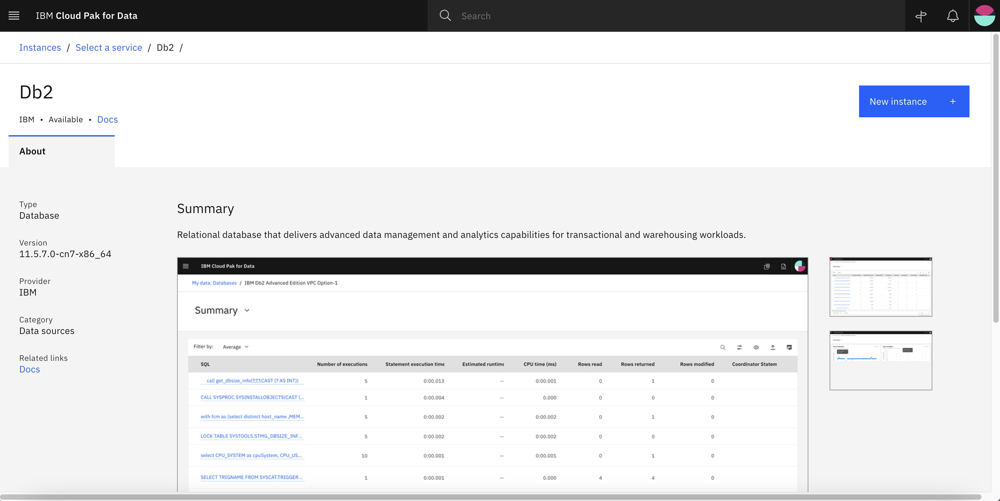 IBM Cloud Pak for Data
Search
Instances / Select a service / Db2 /
Db2
New instance +
IBM • Available • Docs
About
Type
Database
Version
11.5.7.0-cn7-x86_64
Provider
IBM
Category
Data sources
Related links
Docs
Summary
Relational database that delivers advanced data management and analytics capabilities for transactional and warehousing workloads.
IBM Cloud Pak for Data
My data: Databases / IBM Db2 Advanced Edition VPC Option-1
Summary
Filter by: Average
SQL Number of executions Statement execution time Estimated runtime CPU time (ms) Rows read Rows returned Rows modified Coordinator Statem
call get_dbsize_info(?,?,?,CAST (? AS INT)) 5 0:00.013 -- 0:00.001 0 1 0
CALL SYSPROC.SYSINSTALLOBJECTS(CAST (... 1 0:00.004 -- 0.000 0 0 0
with fcm as (select distinct host_name ,MEM... 5 0:00.002 -- 0:00.002 0 1 0
LOCK TABLE SYSTOOLS.STMG_DBSIZE_INF... 5 0:00.002 -- 0:00.002 0 0 0
select CPU_SYSTEM as cpuSystem, CPU_US... 10 0:00.001 -- 0:00.001 0 1 0
SELECT TRIGNAME FROM SYSCAT.TRIGGER... 1 0:00.001 -- 0.000 4 4 0
Summary
Summary